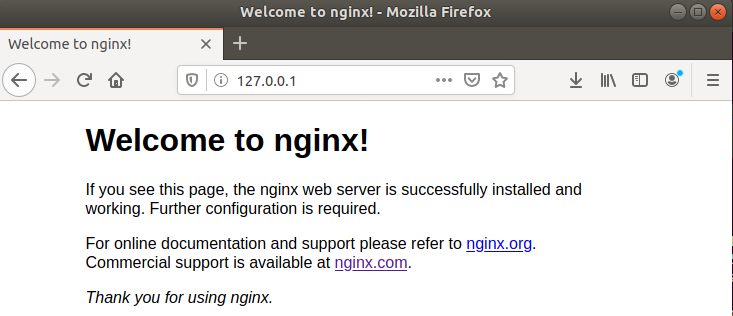 Welcome to nginx! - Mozilla Firefox
Welcome to nginx!
127.0.0.1
Welcome to nginx!
If you see this page, the nginx web server is successfully installed and
working. Further configuration is required.
For online documentation and support please refer to nginx.org.
Commercial support is available at nginx.com.
Thank you for using nginx.